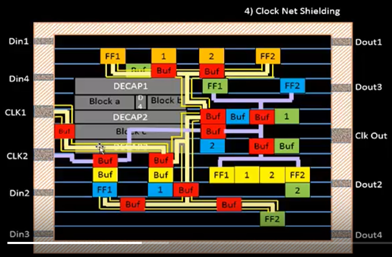 4) Clock Net Shielding
Din1
Dout1
FF1 1 2 FF2
Buf Buf Buf
Din4
DECAP1
FF1 FF2
Dout3
Block a Block b
CLK1
DECAP2
Buf Buf Buf 1
Buf
Buf
Buf
Clk Out
CLK2
Buf Buf
2 Buf Buf
Buf Buf
FF1 1 2 FF2
Dout2
Din2
FF1 1 Buf
2
Buf Buf
FF2
Din3
Dout4